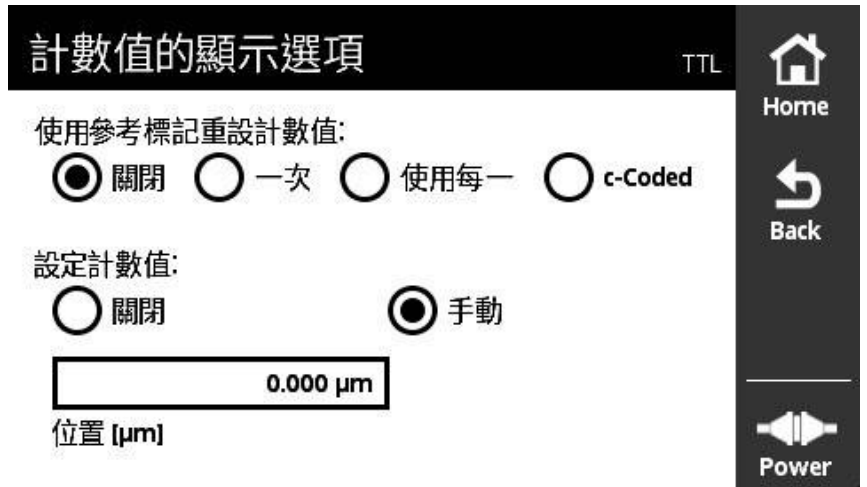 計數值的顯示選項
TTL
使用參考標記重設計數值:
關閉 一次 使用每一 c-Coded
設定計數值:
關閉 手動
0.000 µm
位置 [µm]
Home
Back
Power